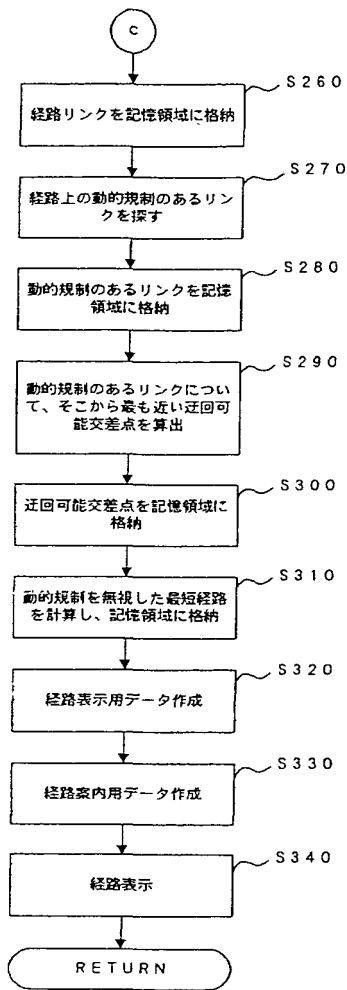 C
S260
経路リンクを記憶領域に格納
S270
経路上の動的規制のあるリン
クを探す
S280
動的規制のあるリンクを記憶
領域に格納
S290
動的規制のあるリンクについ
て、そこから最も近い迂回可
能交差点を算出
S300
迂回可能交差点を記憶領域に
格納
S310
動的規制を無視した最短経路
を計算し、記憶領域に格納
S320
経路表示用データ作成
S330
経路案内用データ作成
S340
経路表示
RETURN